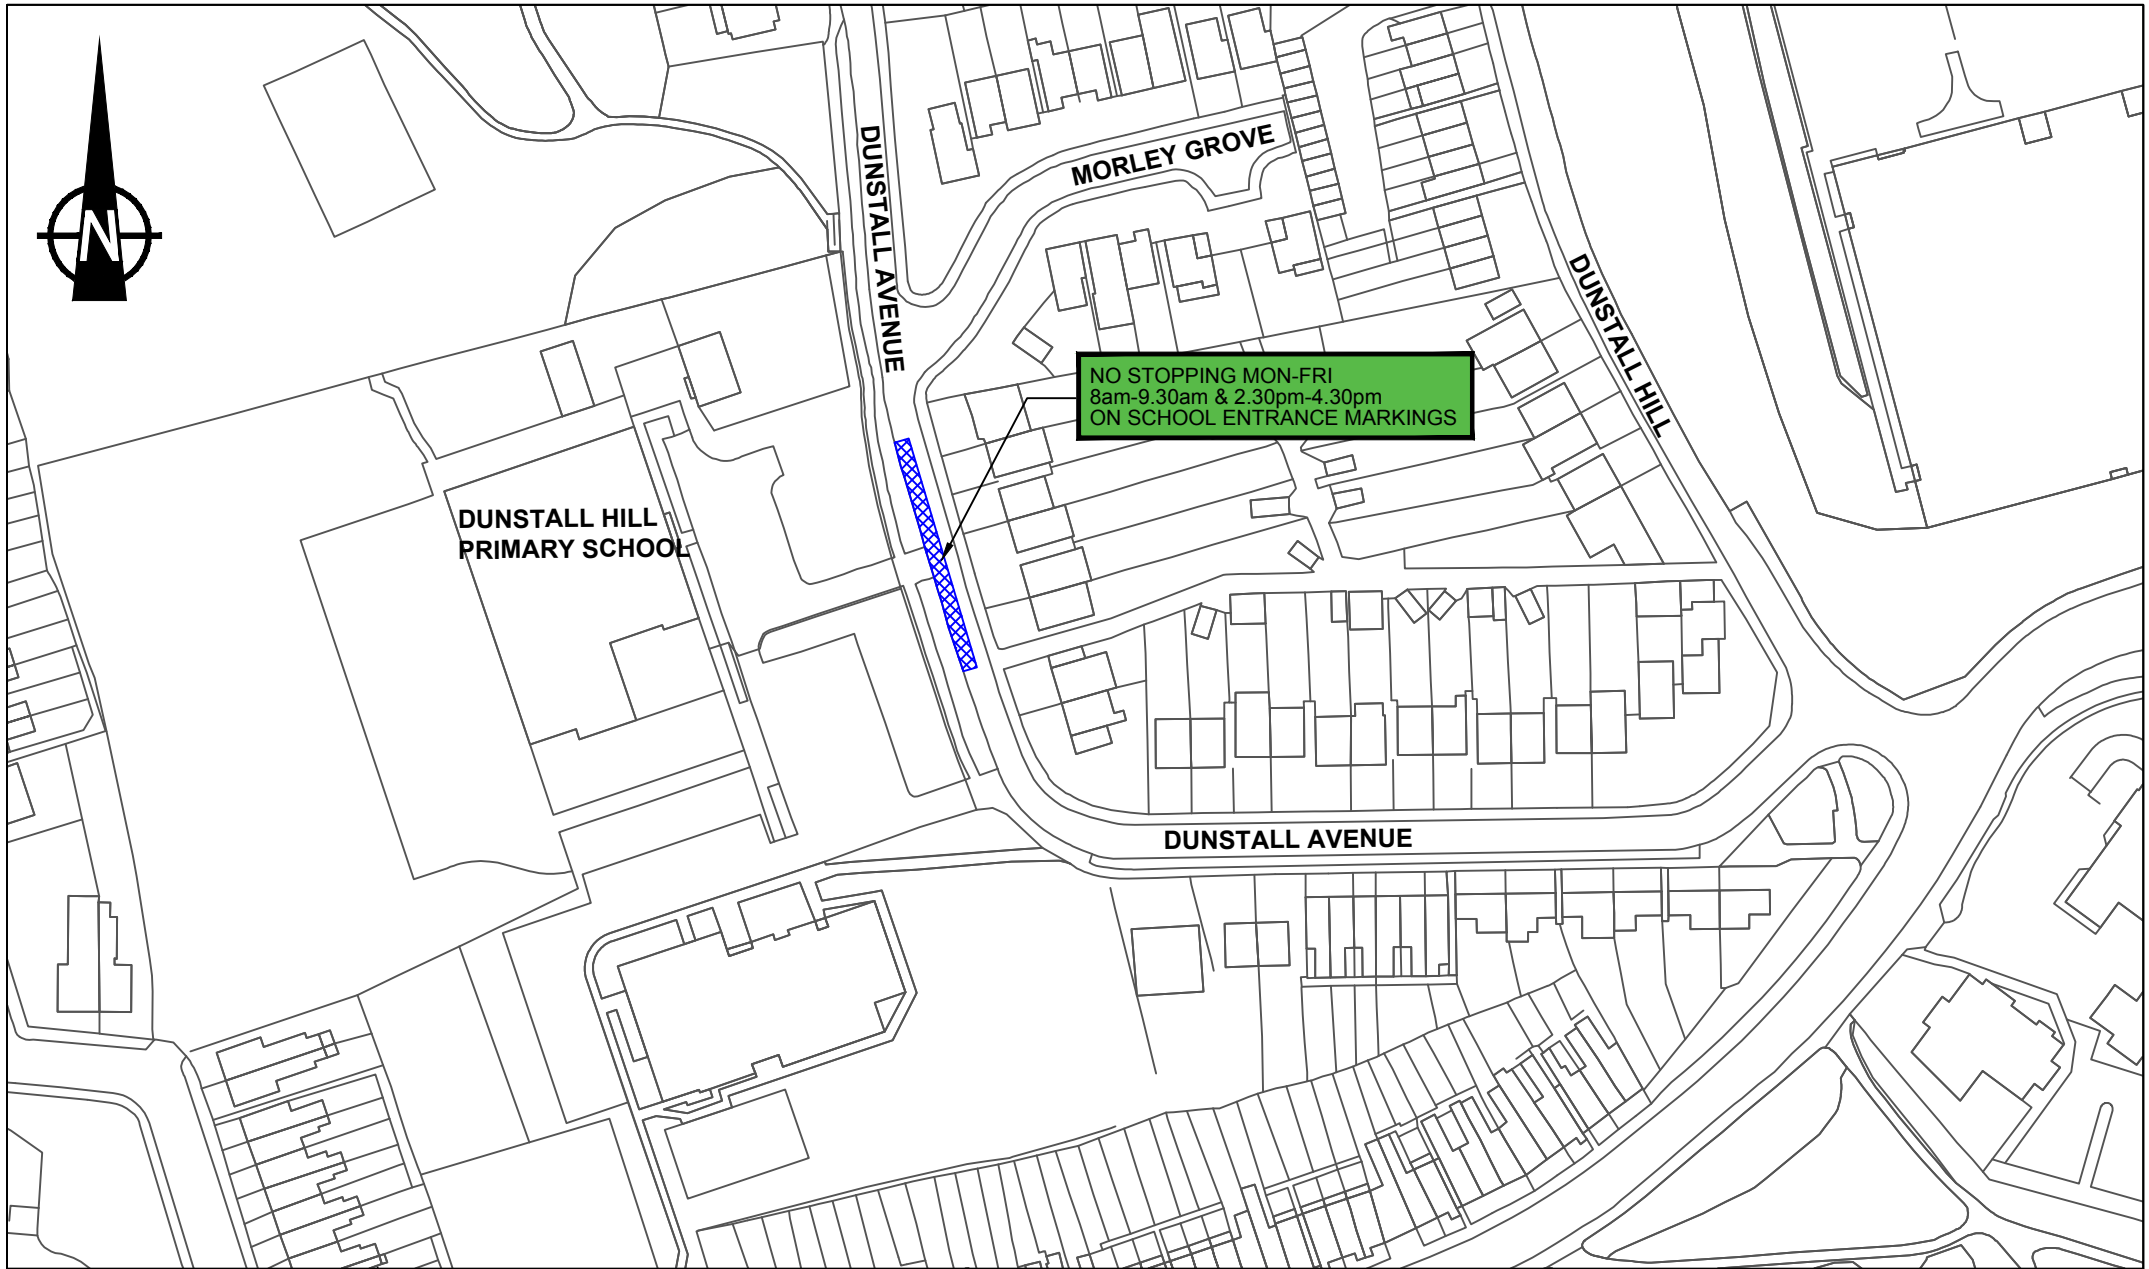 N
DUNSTALL AVENUE
MORLEY GROVE
DUNSTALL HILL
NO STOPPING MON-FRI
8am-9.30am & 2.30pm-4.30pm
ON SCHOOL ENTRANCE MARKINGS
DUNSTALL HILL
PRIMARY SCHOOL
DUNSTALL AVENUE